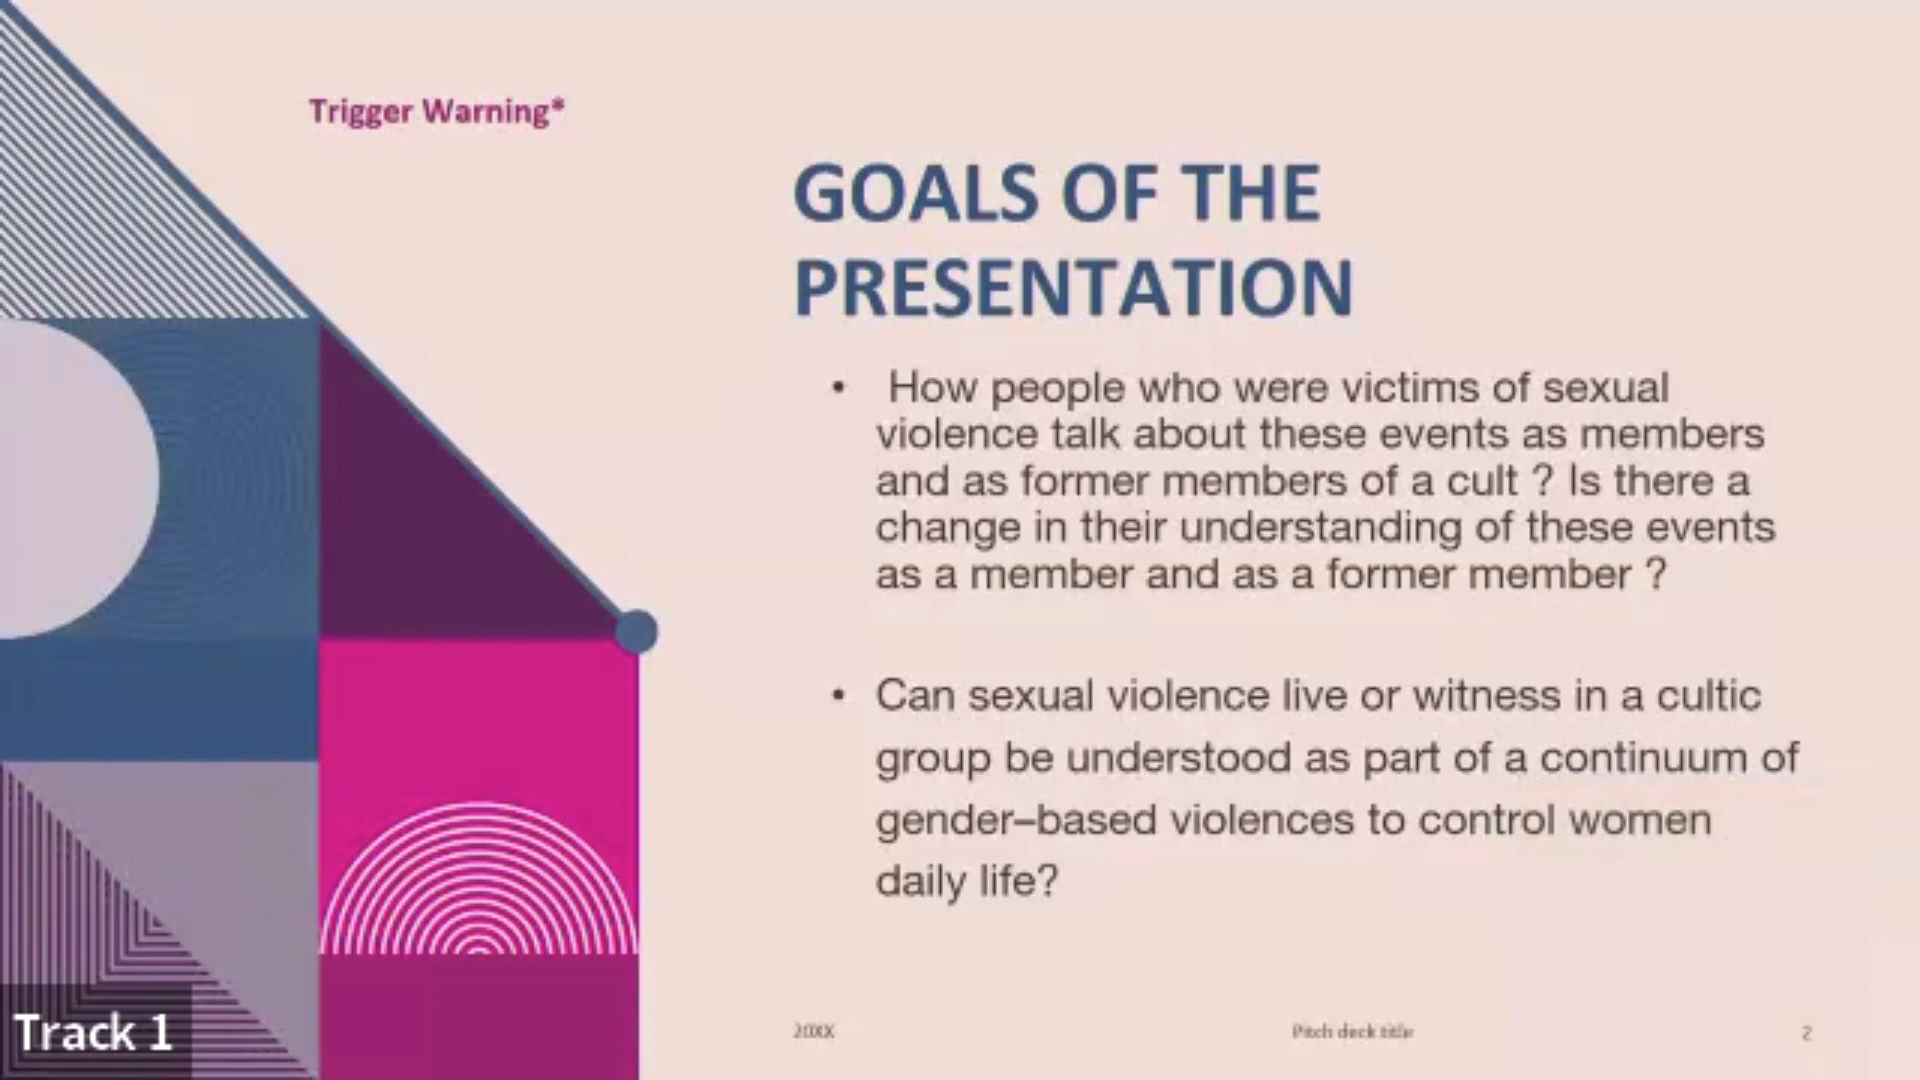 Trigger Warning*
GOALS OF THE
PRESENTATION
• How people who were victims of sexual
violence talk about these events as members
and as former members of a cult ? Is there a
change in their understanding of these events
as a member and as a former member ?
• Can sexual violence live or witness in a cultic
group be understood as part of a continuum of
gender–based violences to control women
daily life?
Track 1
20XX
Pitch deck title
2